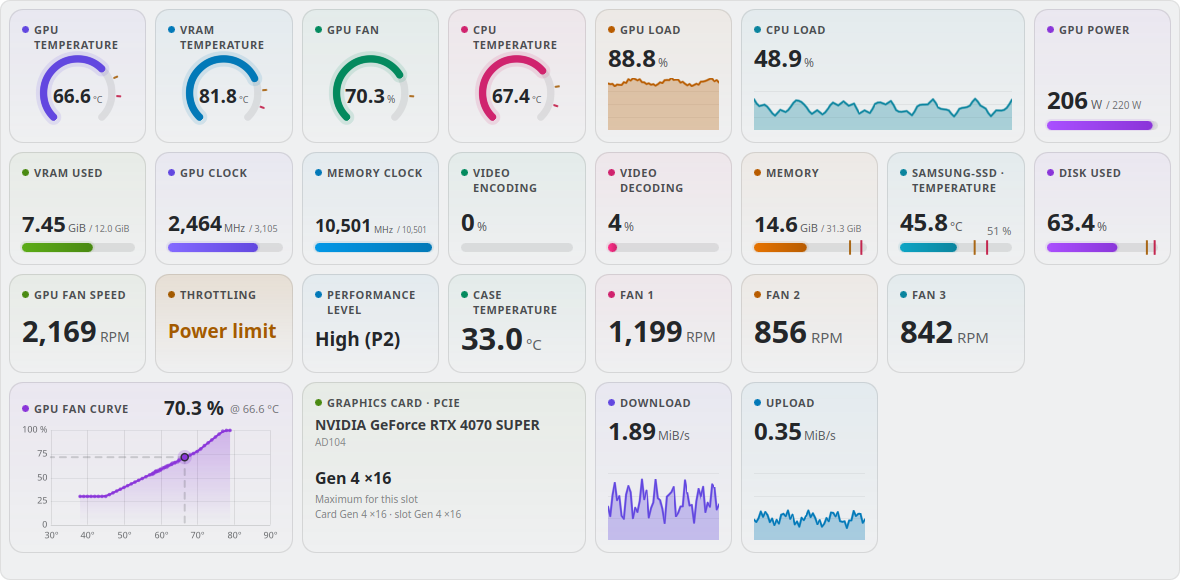 GPU TEMPERATURE
66.6 °C
VRAM TEMPERATURE
81.8 °C
GPU FAN
70.3 %
CPU TEMPERATURE
67.4 °C
GPU LOAD
88.8 %
CPU LOAD
48.9 %
GPU POWER
206 W / 220 W
VRAM USED
7.45 GiB / 12.0 GiB
GPU CLOCK
2,464 MHz / 3,105
MEMORY CLOCK
10,501 MHz / 10,501
VIDEO ENCODING
0 %
VIDEO DECODING
4 %
MEMORY
14.6 GiB / 31.3 GiB
SAMSUNG-SSD · TEMPERATURE
45.8 °C 51 %
DISK USED
63.4 %
GPU FAN SPEED
2,169 RPM
THROTTLING
Power limit
PERFORMANCE LEVEL
High (P2)
CASE TEMPERATURE
33.0 °C
FAN 1
1,199 RPM
FAN 2
856 RPM
FAN 3
842 RPM
GPU FAN CURVE 70.3 % @ 66.6 °C
100 %
75
50
25
0
30° 40° 50° 60° 70° 80° 90°
GRAPHICS CARD · PCIE
NVIDIA GeForce RTX 4070 SUPER
AD104
Gen 4 ×16
Maximum for this slot
Card Gen 4 ×16 · slot Gen 4 ×16
DOWNLOAD
1.89 MiB/s
UPLOAD
0.35 MiB/s